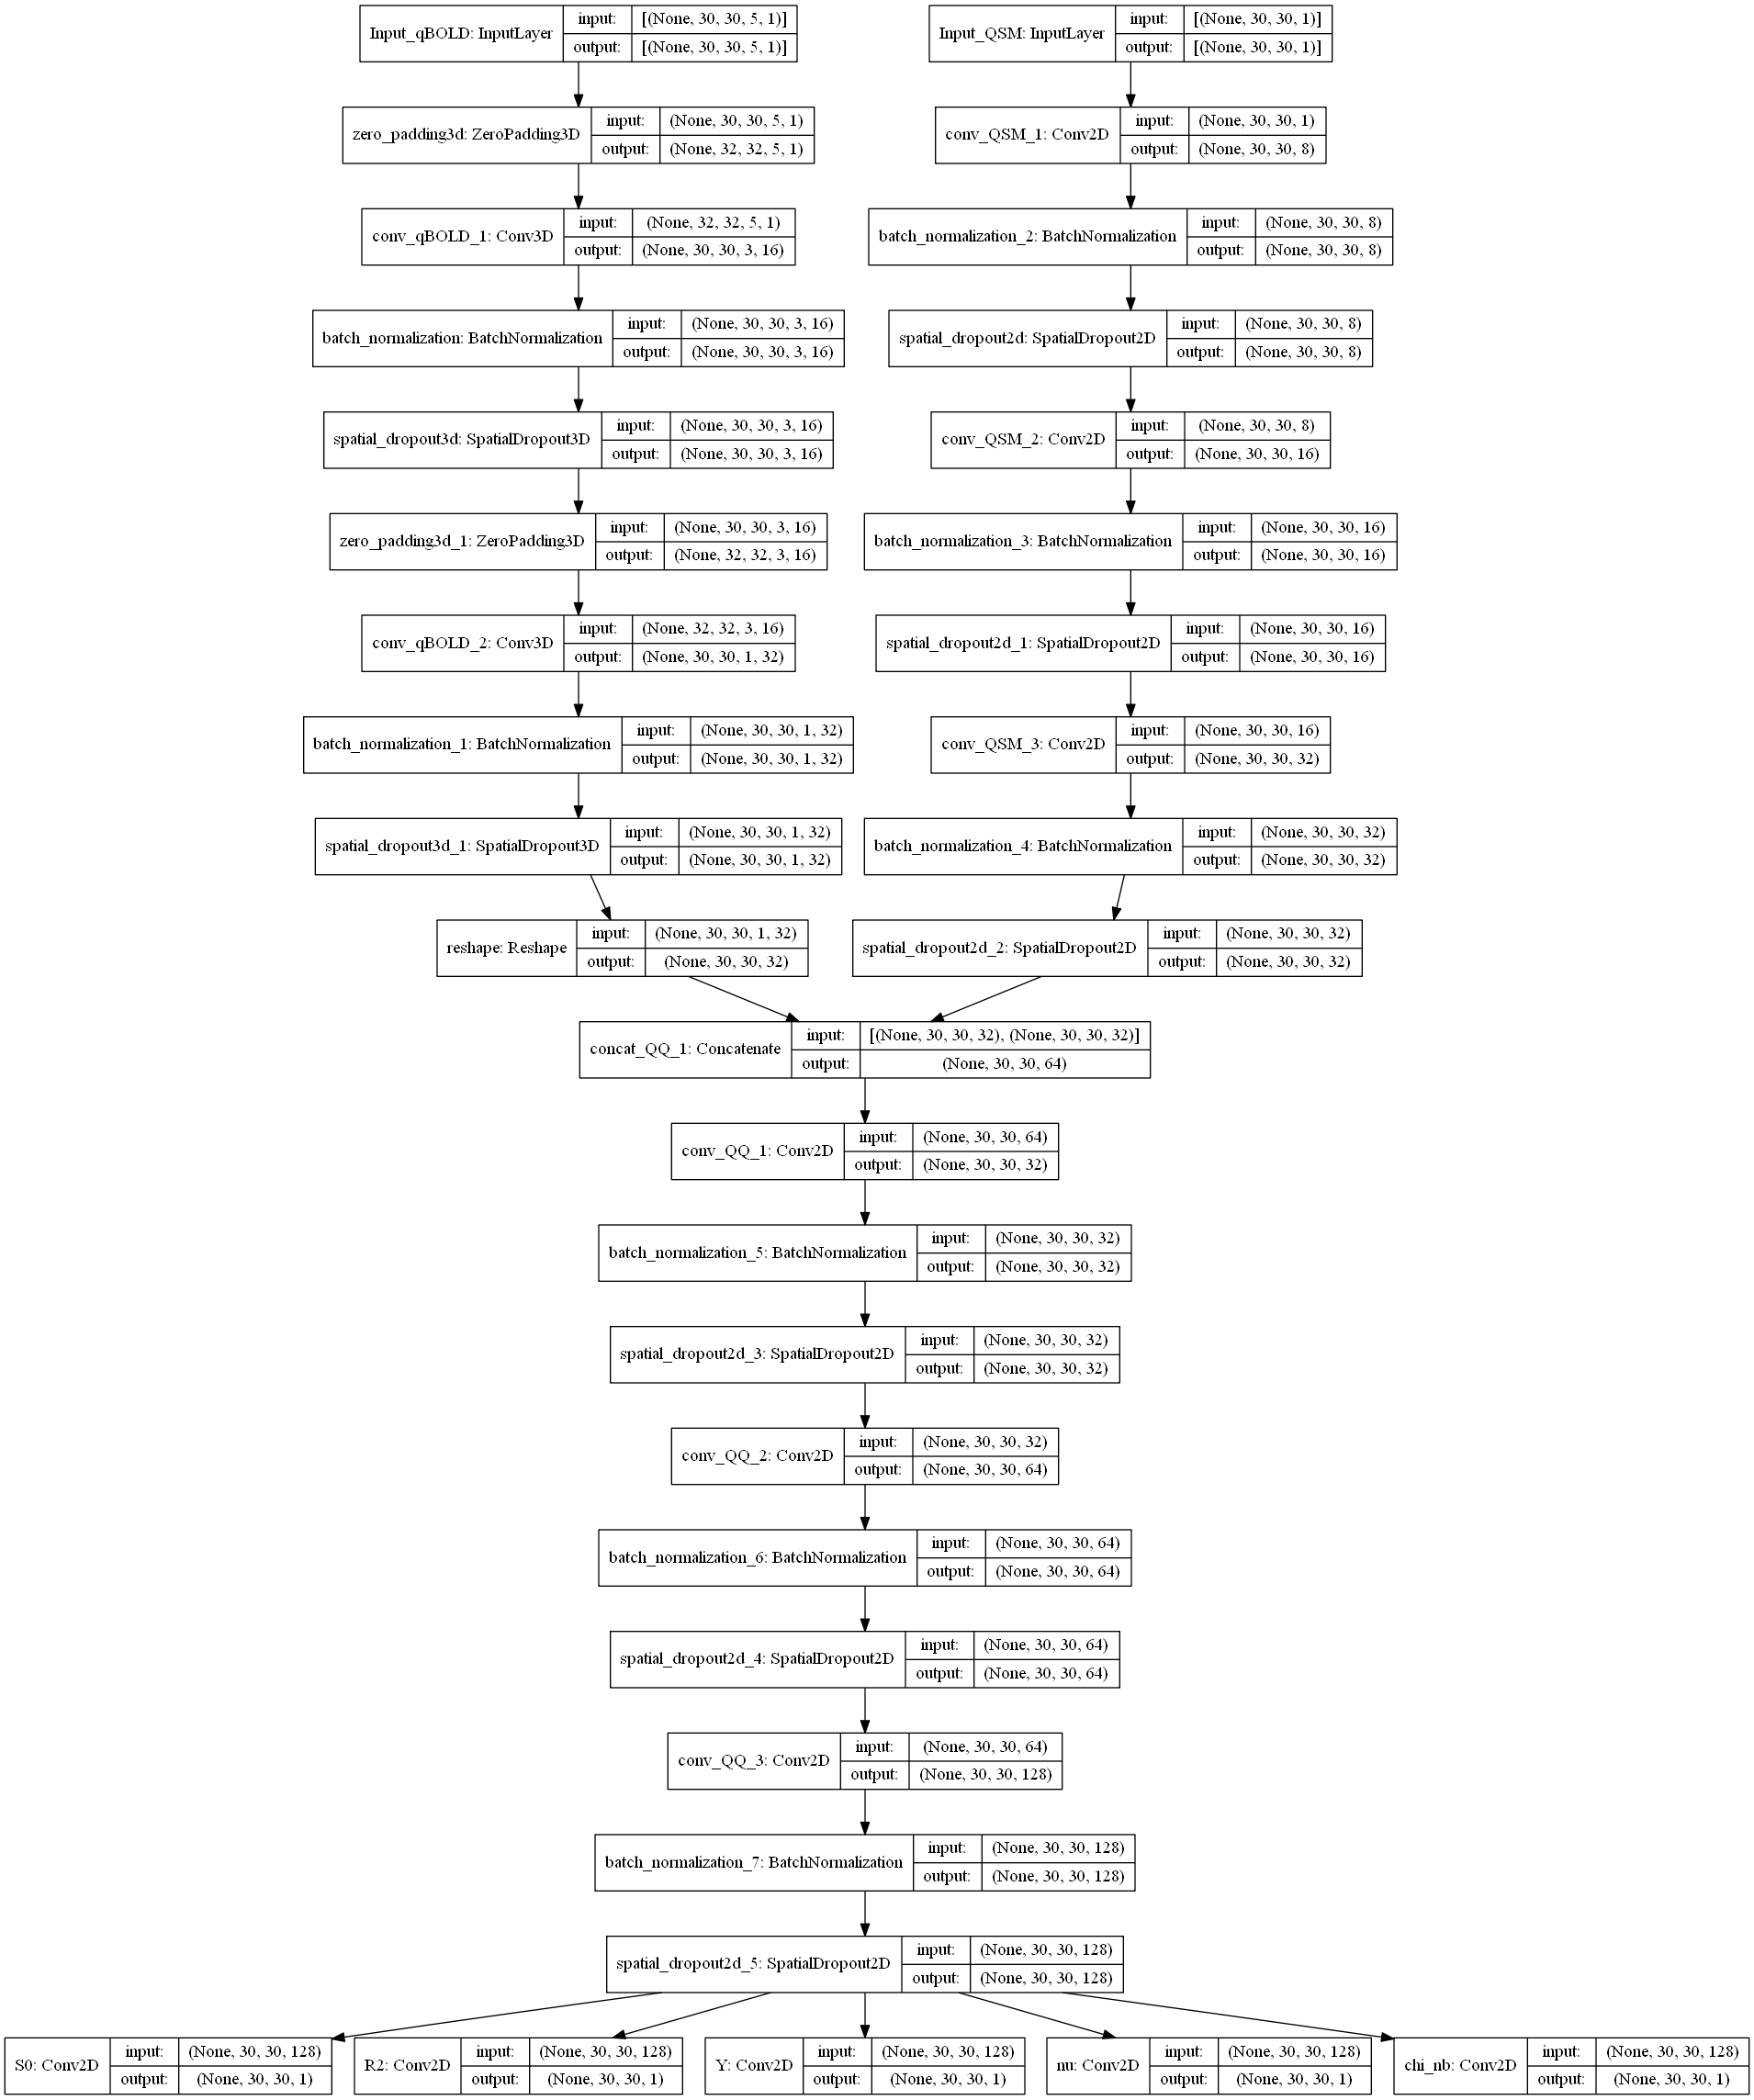 Input_qBOLD: InputLayer input: [(None, 30, 30, 5, 1)]
output: [(None, 30, 30, 5, 1)]
Input_QSM: InputLayer input: [(None, 30, 30, 1)]
output: [(None, 30, 30, 1)]
zero_padding3d: ZeroPadding3D input: (None, 30, 30, 5, 1)
output: (None, 32, 32, 5, 1)
conv_QSM_1: Conv2D input: (None, 30, 30, 1)
output: (None, 30, 30, 8)
conv_qBOLD_1: Conv3D input: (None, 32, 32, 5, 1)
output: (None, 30, 30, 3, 16)
batch_normalization_2: BatchNormalization input: (None, 30, 30, 8)
output: (None, 30, 30, 8)
batch_normalization: BatchNormalization input: (None, 30, 30, 3, 16)
output: (None, 30, 30, 3, 16)
spatial_dropout2d: SpatialDropout2D input: (None, 30, 30, 8)
output: (None, 30, 30, 8)
spatial_dropout3d: SpatialDropout3D input: (None, 30, 30, 3, 16)
output: (None, 30, 30, 3, 16)
conv_QSM_2: Conv2D input: (None, 30, 30, 8)
output: (None, 30, 30, 16)
zero_padding3d_1: ZeroPadding3D input: (None, 30, 30, 3, 16)
output: (None, 32, 32, 3, 16)
batch_normalization_3: BatchNormalization input: (None, 30, 30, 16)
output: (None, 30, 30, 16)
conv_qBOLD_2: Conv3D input: (None, 32, 32, 3, 16)
output: (None, 30, 30, 1, 32)
spatial_dropout2d_1: SpatialDropout2D input: (None, 30, 30, 16)
output: (None, 30, 30, 16)
batch_normalization_1: BatchNormalization input: (None, 30, 30, 1, 32)
output: (None, 30, 30, 1, 32)
conv_QSM_3: Conv2D input: (None, 30, 30, 16)
output: (None, 30, 30, 32)
spatial_dropout3d_1: SpatialDropout3D input: (None, 30, 30, 1, 32)
output: (None, 30, 30, 1, 32)
batch_normalization_4: BatchNormalization input: (None, 30, 30, 32)
output: (None, 30, 30, 32)
reshape: Reshape input: (None, 30, 30, 1, 32)
output: (None, 30, 30, 32)
spatial_dropout2d_2: SpatialDropout2D input: (None, 30, 30, 32)
output: (None, 30, 30, 32)
concat_QQ_1: Concatenate input: [(None, 30, 30, 32), (None, 30, 30, 32)]
output: (None, 30, 30, 64)
conv_QQ_1: Conv2D input: (None, 30, 30, 64)
output: (None, 30, 30, 32)
batch_normalization_5: BatchNormalization input: (None, 30, 30, 32)
output: (None, 30, 30, 32)
spatial_dropout2d_3: SpatialDropout2D input: (None, 30, 30, 32)
output: (None, 30, 30, 32)
conv_QQ_2: Conv2D input: (None, 30, 30, 32)
output: (None, 30, 30, 64)
batch_normalization_6: BatchNormalization input: (None, 30, 30, 64)
output: (None, 30, 30, 64)
spatial_dropout2d_4: SpatialDropout2D input: (None, 30, 30, 64)
output: (None, 30, 30, 64)
conv_QQ_3: Conv2D input: (None, 30, 30, 64)
output: (None, 30, 30, 128)
batch_normalization_7: BatchNormalization input: (None, 30, 30, 128)
output: (None, 30, 30, 128)
spatial_dropout2d_5: SpatialDropout2D input: (None, 30, 30, 128)
output: (None, 30, 30, 128)
S0: Conv2D input: (None, 30, 30, 128)
output: (None, 30, 30, 1)
R2: Conv2D input: (None, 30, 30, 128)
output: (None, 30, 30, 1)
Y: Conv2D input: (None, 30, 30, 128)
output: (None, 30, 30, 1)
nu: Conv2D input: (None, 30, 30, 128)
output: (None, 30, 30, 1)
chi_nb: Conv2D input: (None, 30, 30, 128)
output: (None, 30, 30, 1)